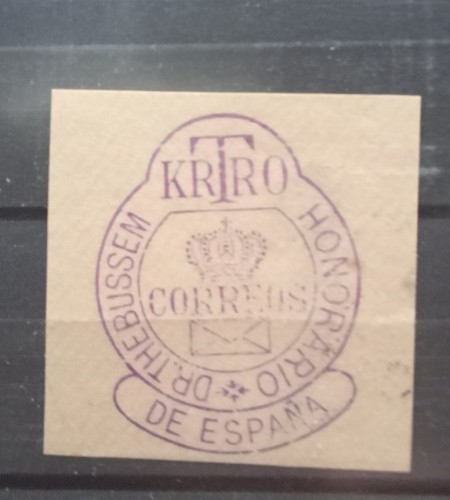 KRTRO
DR. THEBUSSEM
HONORARIO
CORREOS
DE ESPAÑA